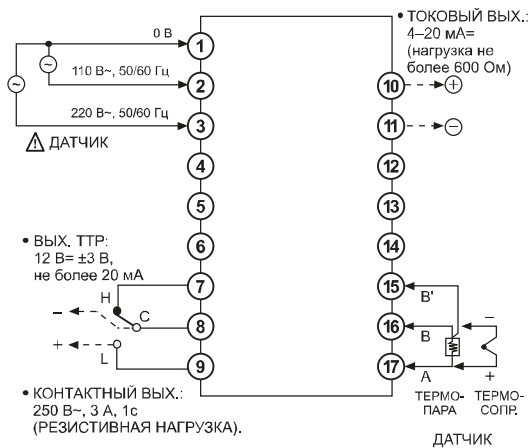 0 В
110 В~, 50/60 Гц
220 В~, 50/60 Гц
ДАТЧИК
1
2
3
4
5
6
7
8
9
• ВЫХ. ТТР:
12 В= ±3 В,
не более 20 мА
H
C
L
–
+
• КОНТАКТНЫЙ ВЫХ.:
250 В~, 3 А, 1с
(РЕЗИСТИВНАЯ НАГРУЗКА).
• ТОКОВЫЙ ВЫХ.:
4–20 мА=
(нагрузка не
более 600 Ом)
10
11
12
13
14
15
16
17
+
–
B'
B
A
–
+
ТЕРМО-
ПАРА
ТЕРМО-
СОПР.
ДАТЧИК